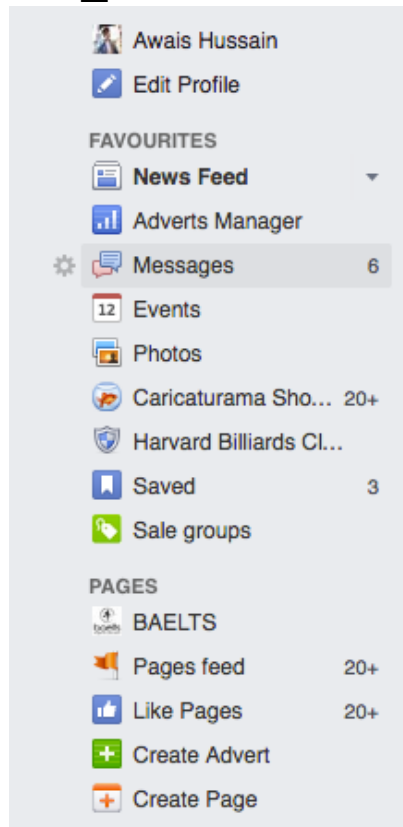 Awais Hussain
Edit Profile
FAVOURITES
News Feed
Adverts Manager
Messages 6
12 Events
Photos
Caricaturama Sho... 20+
Harvard Billiards Cl...
Saved 3
Sale groups
PAGES
baelts BAELTS
Pages feed 20+
Like Pages 20+
Create Advert
Create Page